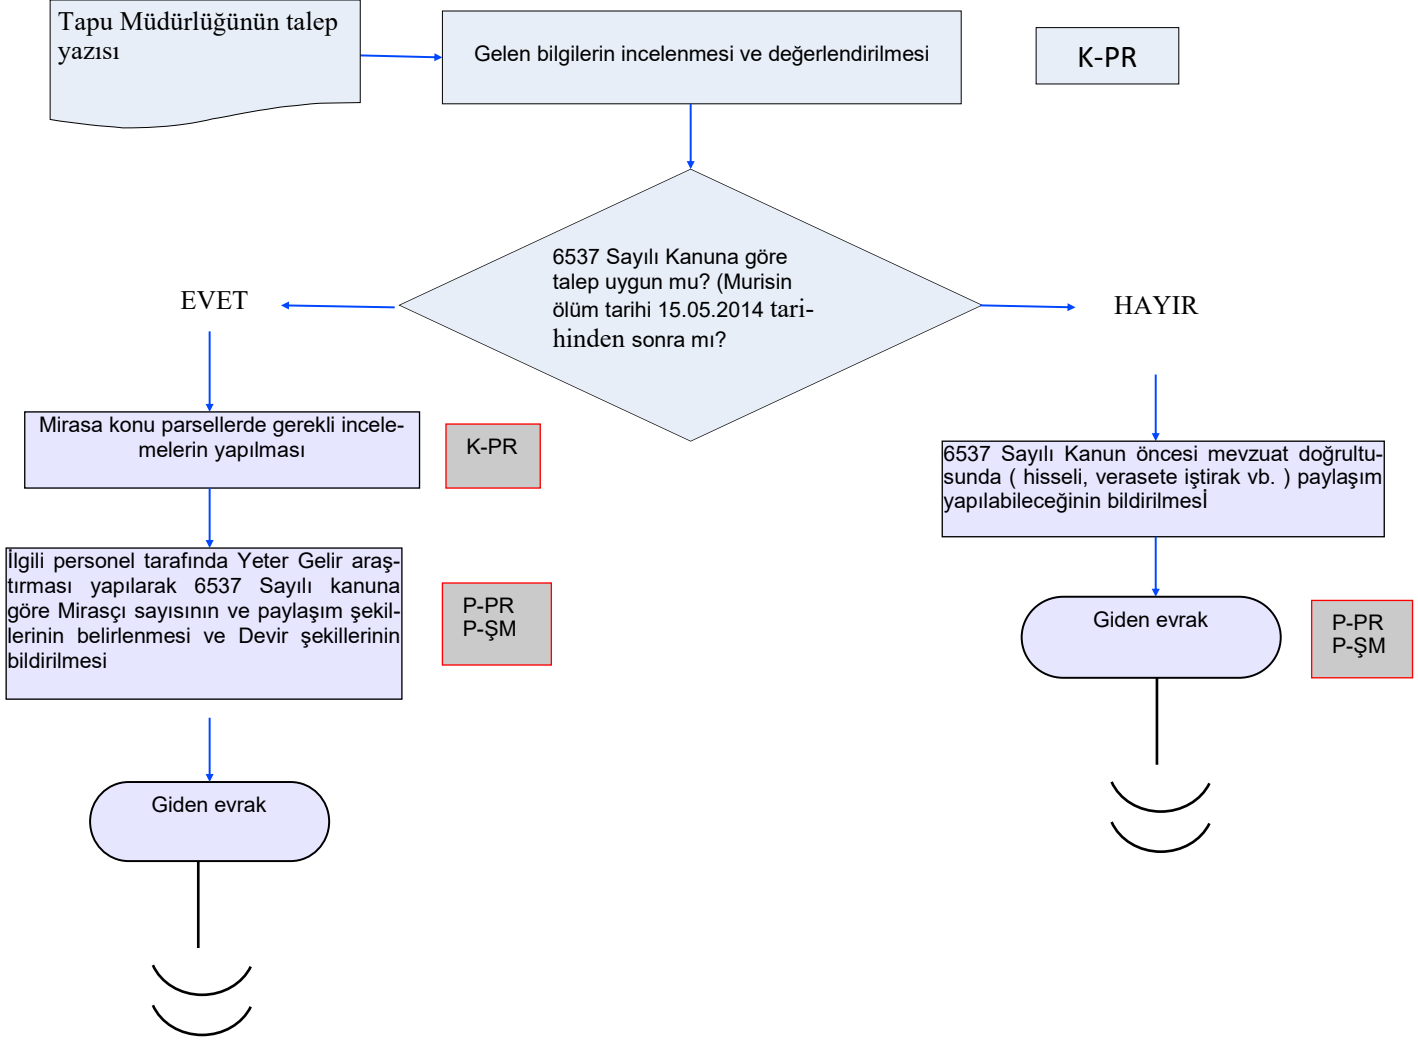 Tapu Müdürlüğünün talep
yazısı
Gelen bilgilerin incelenmesi ve değerlendirilmesi
K-PR
6537 Sayılı Kanuna göre
talep uygun mu? (Murisin
ölüm tarihi 15.05.2014 tari-
hinden sonra mı?
EVET
HAYIR
Mirasa konu parsellerde gerekli incele-
melerin yapılması
K-PR
6537 Sayılı Kanun öncesi mevzuat doğrultu-
sunda ( hisseli, verasete iştirak vb. ) paylaşım
yapılabileceğinin bildirilmesİ
İlgili personel tarafında Yeter Gelir araş-
tırması yapılarak 6537 Sayılı kanuna
göre Mirasçı sayısının ve paylaşım şekil-
lerinin belirlenmesi ve Devir şekillerinin
bildirilmesi
P-PR
P-ŞM
Giden evrak
P-PR
P-ŞM
Giden evrak